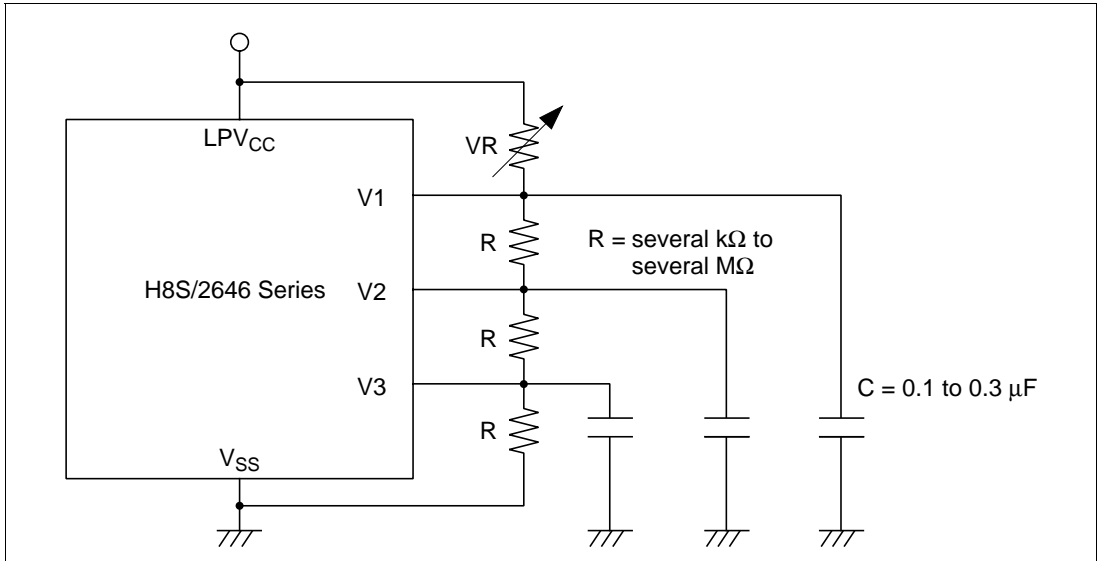 LPVCC
VR
V1
R
R = several kΩ to
several MΩ
H8S/2646 Series
V2
R
V3
C = 0.1 to 0.3 μF
R
VSS